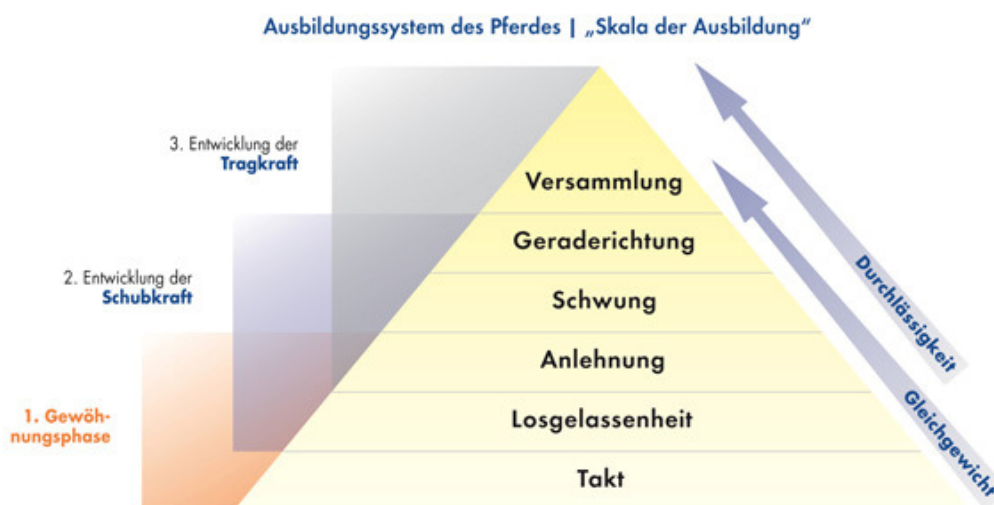 Ausbildungssystem des Pferdes | „Skala der Ausbildung“
3. Entwicklung der
Tragkraft
2. Entwicklung der
Schubkraft
1. Gewöh-
nungsphase
Versammlung
Geraderichtung
Schwung
Anlehnung
Losgelassenheit
Takt
Durchlässigkeit
Gleichgewicht